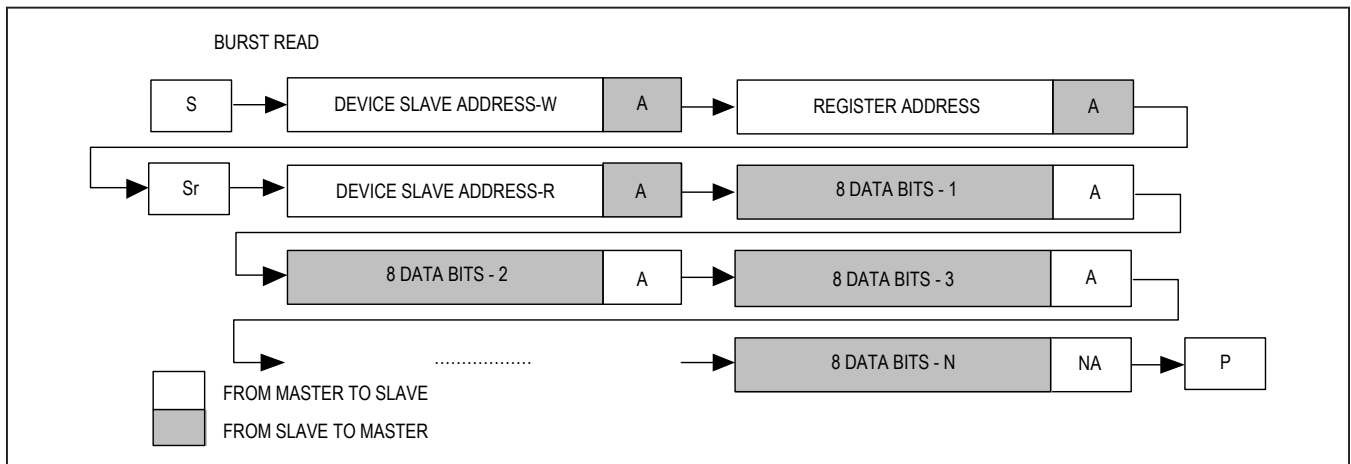 BURST READ
S
DEVICE SLAVE ADDRESS-W
A
REGISTER ADDRESS
A
Sr
DEVICE SLAVE ADDRESS-R
A
8 DATA BITS - 1
A
8 DATA BITS - 2
A
8 DATA BITS - 3
A
..................
8 DATA BITS - N
NA
P
FROM MASTER TO SLAVE
FROM SLAVE TO MASTER